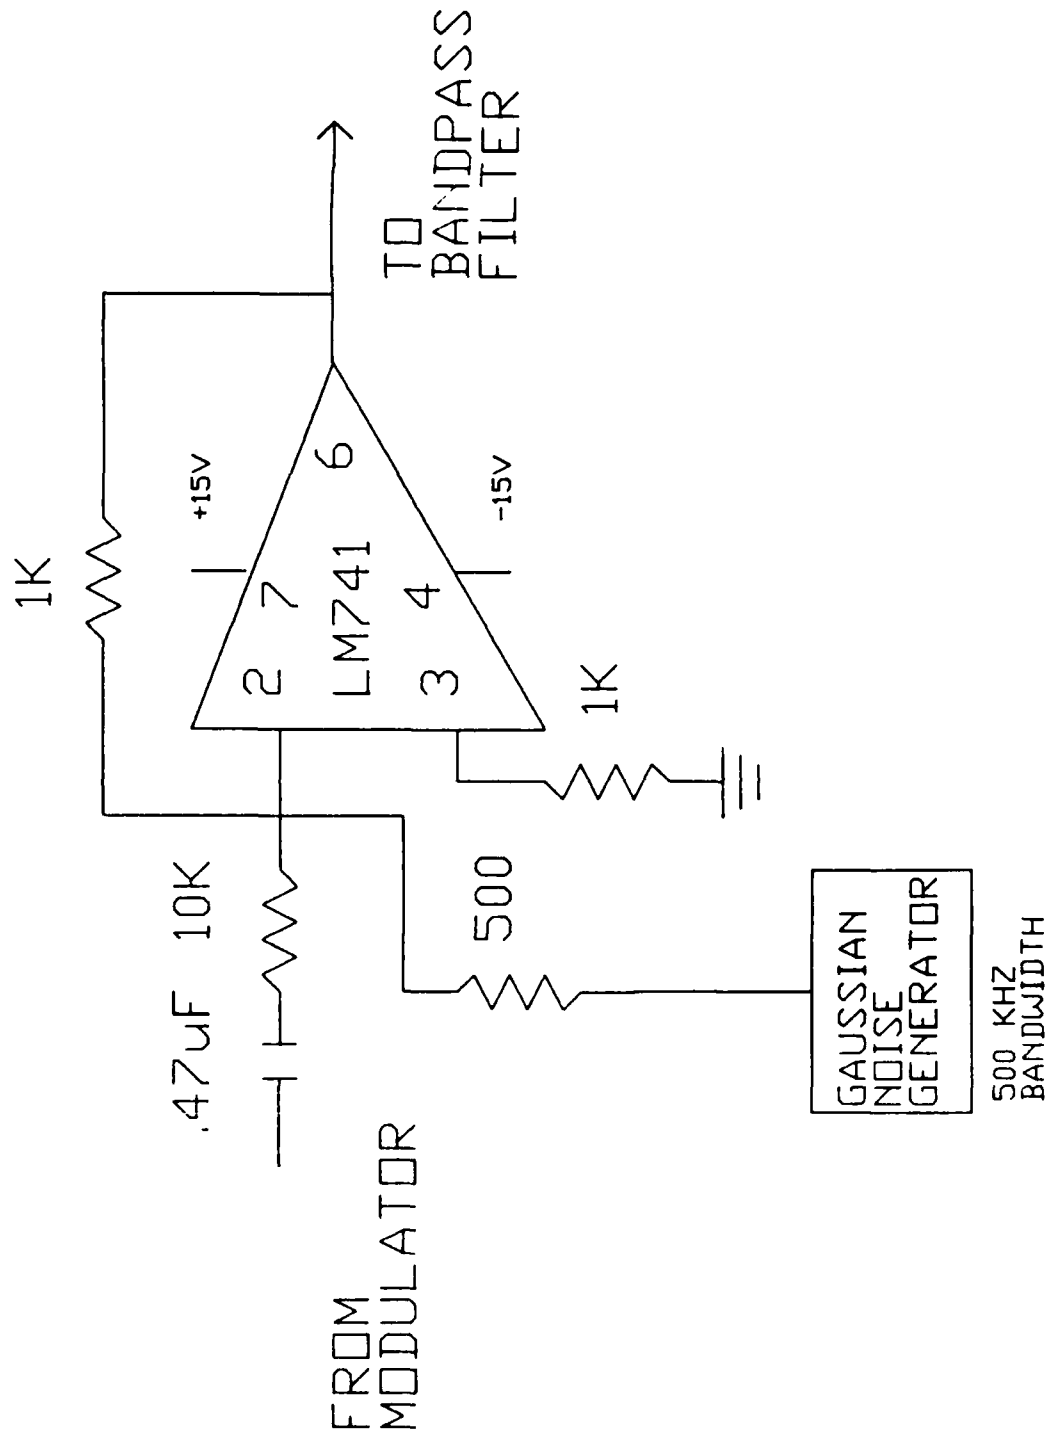 1K
+15V
.47uF
10K
2
7
6
LM741
3
4
-15V
FROM
MODULATOR
TO
BANDPASS
FILTER
500
1K
GAUSSIAN
NOISE
GENERATOR
500 KHZ
BANDWIDTH